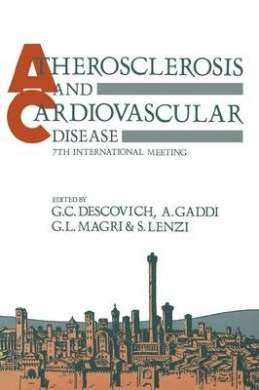 ATHEROSCLEROSIS
AND
CARDIOVASCULAR
DISEASE
7TH INTERNATIONAL MEETING
EDITED BY
G.C. DESCOVICH, A. GADDI
G.L. MAGRI & S. LENZI